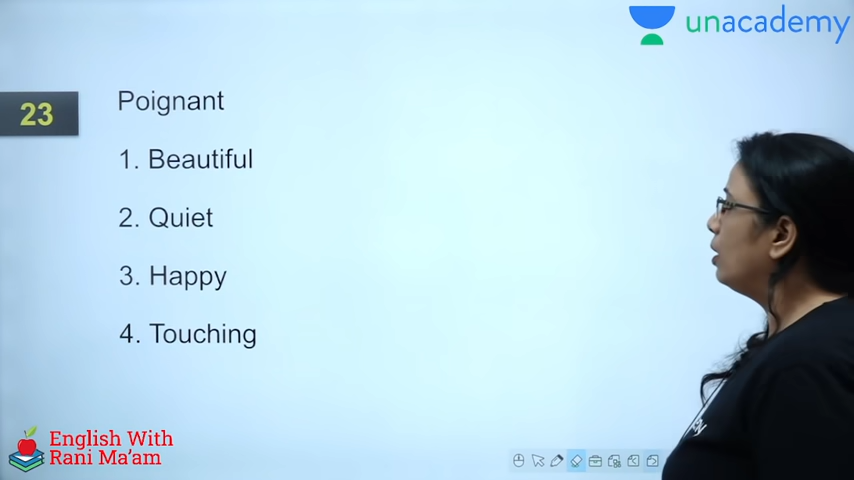 unacademy
23
Poignant
1. Beautiful
2. Quiet
3. Happy
4. Touching
English With
Rani Ma'am